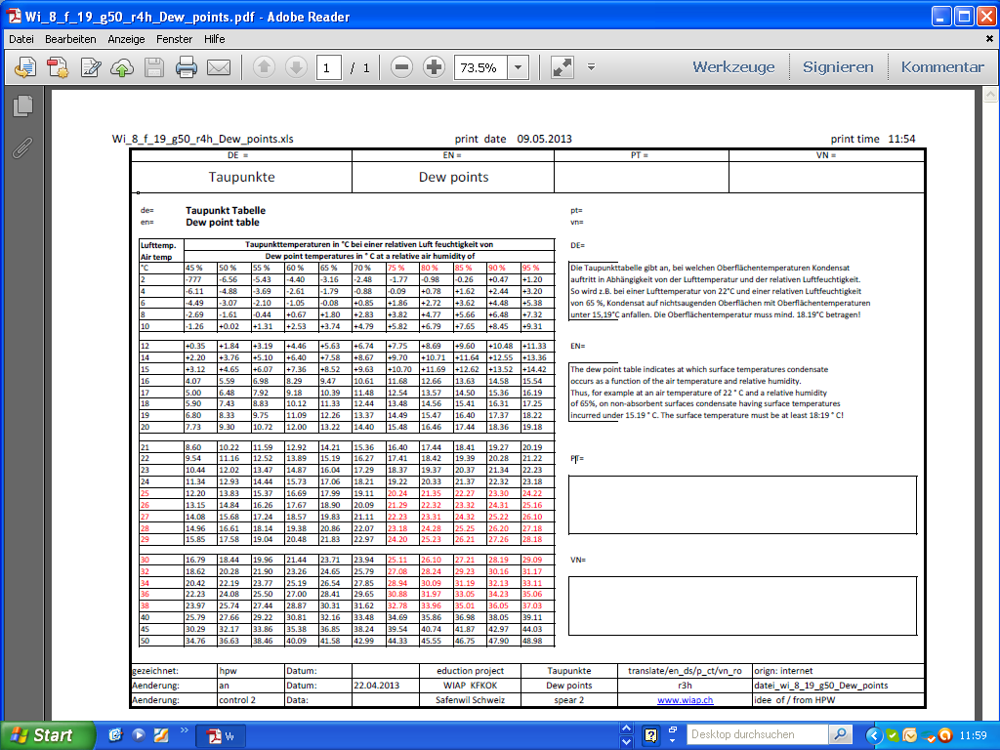 Wi_8_f_19_g50_r4h_Dew_points.pdf - Adobe Reader
Datei Bearbeiten Anzeige Fenster Hilfe
1 / 1 73.5% Werkzeuge Signieren Kommentar
Wi_8_f_19_g50_r4h_Dew_points.xls print date 09.05.2013 print time 11:54
DE = EN = PT = VN =
Taupunkte Dew points
de= Taupunkt Tabelle pt=
en= Dew point table vn=
Lufttemp. Taupunkttemperaturen in °C bei einer relativen Luft feuchtigkeit von
Air temp Dew point temperatures in ° C at a relative air humidity of
°C 45 % 50 % 55 % 60 % 65 % 70 % 75 % 80 % 85 % 90 % 95 %
2 -777 -6.56 -5.43 -4.40 -3.16 -2.48 -1.77 -0.98 -0.26 +0.47 +1.20
4 -6.11 -4.88 -3.69 -2.61 -1.79 -0.88 -0.09 +0.78 +1.62 +2.44 +3.20
6 -4.49 -3.07 -2.10 -1.05 -0.08 +0.85 +1.86 +2.72 +3.62 +4.48 +5.38
8 -2.69 -1.61 -0.44 +0.67 +1.80 +2.83 +3.82 +4.77 +5.66 +6.48 +7.32
10 -1.26 +0.02 +1.31 +2.53 +3.74 +4.79 +5.82 +6.79 +7.65 +8.45 +9.31
12 +0.35 +1.84 +3.19 +4.46 +5.63 +6.74 +7.75 +8.69 +9.60 +10.48 +11.33
14 +2.20 +3.76 +5.10 +6.40 +7.58 +8.67 +9.70 +10.71 +11.64 +12.55 +13.36
15 +3.12 +4.65 +6.07 +7.36 +8.52 +9.63 +10.70 +11.69 +12.62 +13.52 +14.42
16 4.07 5.59 6.98 8.29 9.47 10.61 11.68 12.66 13.63 14.58 15.54
17 5.00 6.48 7.92 9.18 10.39 11.48 12.54 13.57 14.50 15.36 16.19
18 5.90 7.43 8.83 10.12 11.33 12.44 13.48 14.56 15.41 16.31 17.25
19 6.80 8.33 9.75 11.09 12.26 13.37 14.49 15.47 16.40 17.37 18.22
20 7.73 9.30 10.72 12.00 13.22 14.40 15.48 16.46 17.44 18.36 19.18
21 8.60 10.22 11.59 12.92 14.21 15.36 16.40 17.44 18.41 19.27 20.19
22 9.54 11.16 12.52 13.89 15.19 16.27 17.41 18.42 19.39 20.28 21.22
23 10.44 12.02 13.47 14.87 16.04 17.29 18.37 19.37 20.37 21.34 22.23
24 11.34 12.93 14.44 15.73 17.06 18.21 19.22 20.33 21.37 22.32 23.18
25 12.20 13.83 15.37 16.69 17.99 19.11 20.24 21.35 22.27 23.30 24.22
26 13.15 14.84 16.26 17.67 18.90 20.09 21.29 22.32 23.32 24.31 25.16
27 14.08 15.68 17.24 18.57 19.83 21.11 22.23 23.31 24.32 25.22 26.10
28 14.96 16.61 18.14 19.38 20.86 22.07 23.18 24.28 25.25 26.20 27.18
29 15.85 17.58 19.04 20.48 21.83 22.97 24.20 25.23 26.21 27.26 28.18
30 16.79 18.44 19.96 21.44 23.71 23.94 25.11 26.10 27.21 28.19 29.09
32 18.62 20.28 21.90 23.26 24.65 25.79 27.08 28.24 29.23 30.16 31.17
34 20.42 22.19 23.77 25.19 26.54 27.85 28.94 30.09 31.19 32.13 33.11
36 22.23 24.08 25.50 27.00 28.41 29.65 30.88 31.97 33.05 34.23 35.06
38 23.97 25.74 27.44 28.87 30.31 31.62 32.78 33.96 35.01 36.05 37.03
40 25.79 27.66 29.22 30.81 32.16 33.48 34.69 35.86 36.98 38.05 39.11
45 30.29 32.17 33.86 35.38 36.85 38.24 39.54 40.74 41.87 42.97 44.03
50 34.76 36.63 38.46 40.09 41.58 42.99 44.33 45.55 46.75 47.90 48.98
DE=
Die Taupunkttabelle gibt an, bei welchen Oberflächentemperaturen Kondensat
auftritt in Abhängigkeit von der Lufttemperatur und der relativen Luftfeuchtigkeit.
So wird z.B. bei einer Lufttemperatur von 22°C und einer relativen Luftfeuchtigkeit
von 65 %, Kondensat auf nichtsaugenden Oberflächen mit Oberflächentemperaturen
unter 15,19°C anfallen. Die Oberflächentemperatur muss mind. 18.19°C betragen!
EN=
The dew point table indicates at which surface temperatures condensate
occurs as a function of the air temperature and relative humidity.
Thus, for example at an air temperature of 22 ° C and a relative humidity
of 65%, on non-absorbent surfaces condensate having surface temperatures
incurred under 15.19 ° C. The surface temperature must be at least 18:19 ° C!
PT=
VN=
gezeichnet: hpw Datum: eduction project Taupunkte translate/en_ds/p_ct/vn_ro orign: internet
Aenderung: an Datum: 22.04.2013 WIAP KFKOK Dew points r3h datei_wi_8_19_g50_Dew_points
Aenderung: control 2 Data: Safenwil Schweiz spear 2 www.wiap.ch idee of / from HPW
Start W Desktop durchsuchen 11:59